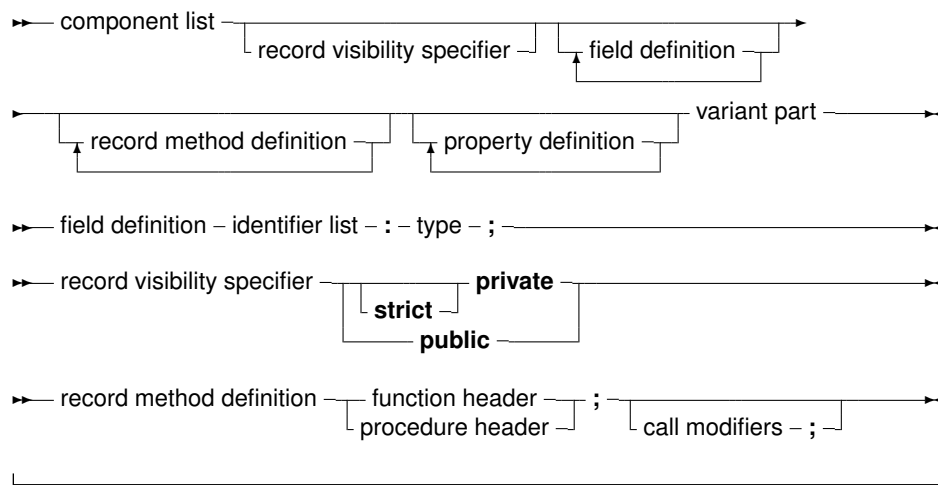 component list
record visibility specifier field definition
variant part
record method definition property definition
field definition identifier list : type ;
record visibility specifier private
strict
public
record method definition function header ;
procedure header call modifiers ;